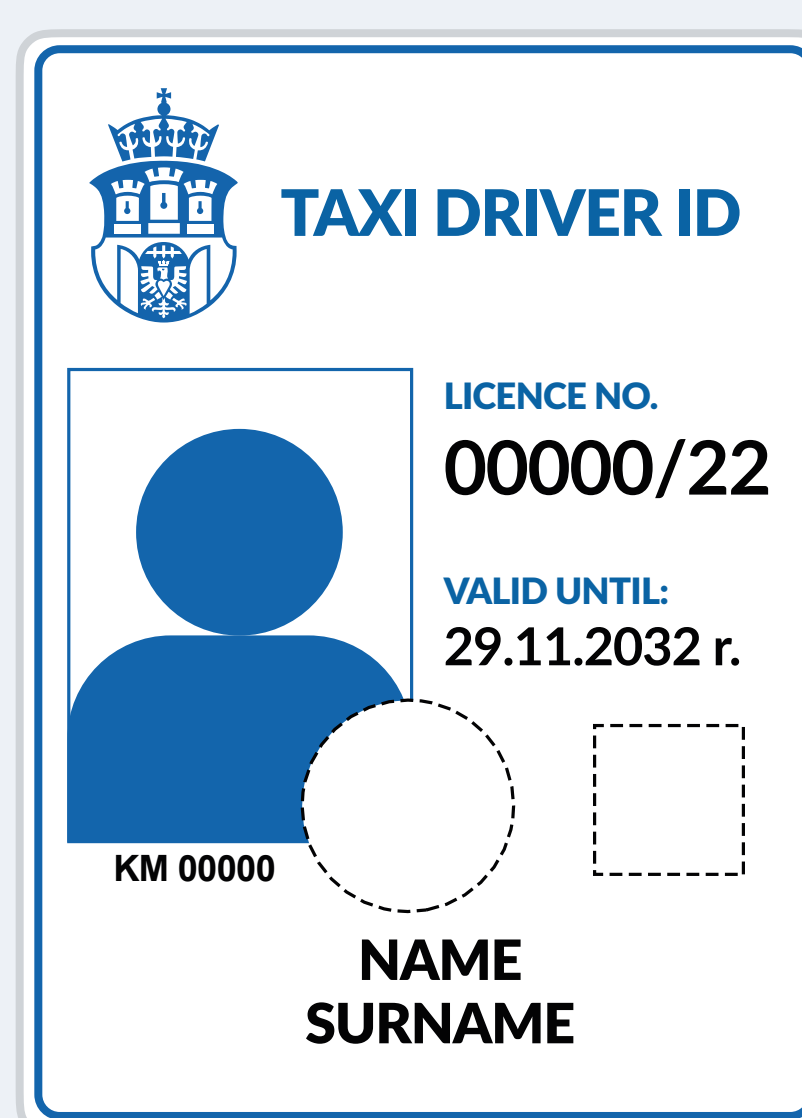 TAXI DRIVER ID
LICENCE NO.
00000/22
VALID UNTIL:
29.11.2032 r.
KM 00000
NAME
SURNAME